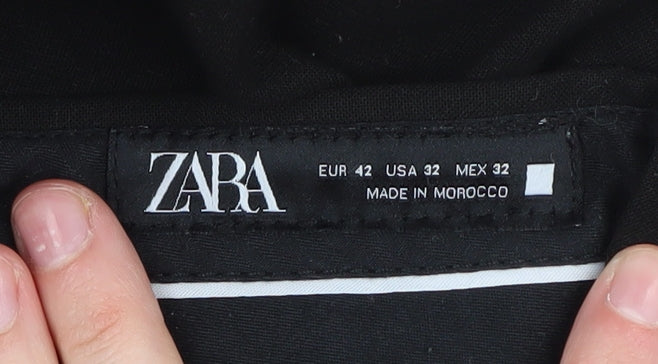 ZARA
EUR 42 USA 32 MEX 32
MADE IN MOROCCO